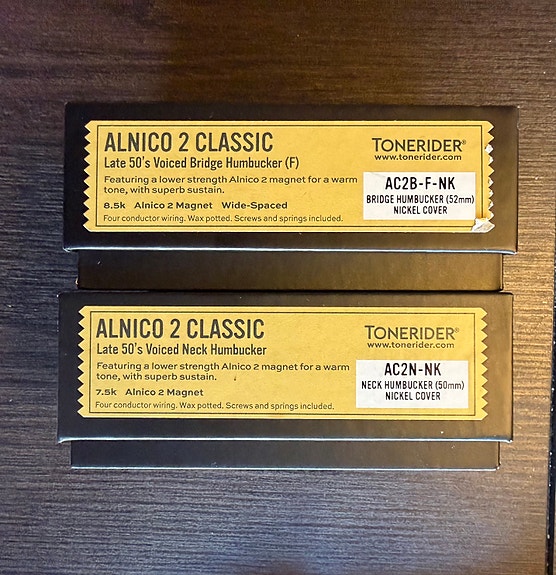 ALNICO 2 CLASSIC
Late 50's Voiced Bridge Humbucker (F)
Featuring a lower strength Alnico 2 magnet for a warm
tone, with superb sustain.
8.5k Alnico 2 Magnet Wide-Spaced
Four conductor wiring. Wax potted. Screws and springs included.
TONERIDER®
www.tonerider.com
AC2B-F-NK
BRIDGE HUMBUCKER (52mm)
NICKEL COVER
ALNICO 2 CLASSIC
Late 50's Voiced Neck Humbucker
Featuring a lower strength Alnico 2 magnet for a warm
tone, with superb sustain.
7.5k Alnico 2 Magnet
Four conductor wiring. Wax potted. Screws and springs included.
TONERIDER®
www.tonerider.com
AC2N-NK
NECK HUMBUCKER (50mm)
NICKEL COVER